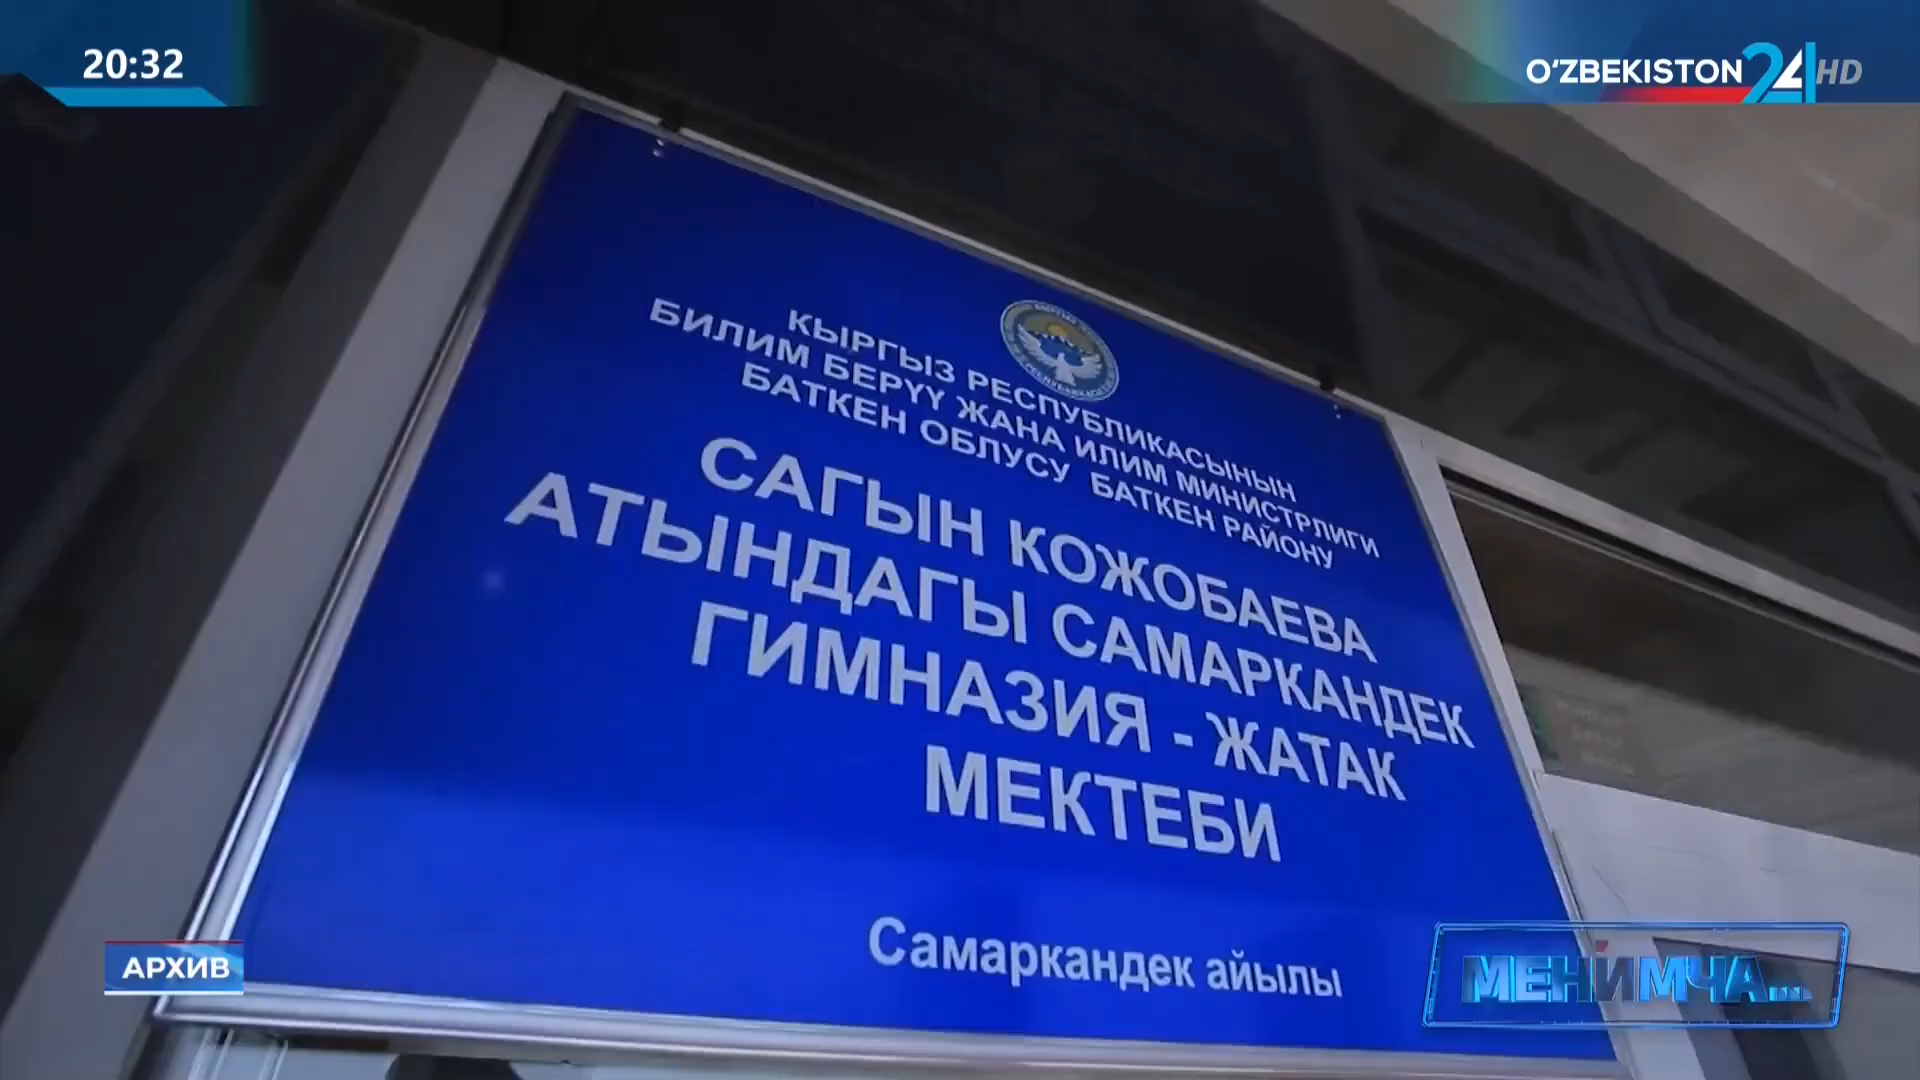 20:32
O‘ZBEKISTON 24 HD
КЫРГЫЗ РЕСПУБЛИКАСЫНЫН
БИЛИМ БЕРҮҮ ЖАНА ИЛИМ МИНИСТРЛИГИ
БАТКЕН ОБЛУСУ БАТКЕН РАЙОНУ
САГЫН КОЖОБАЕВА
АТЫНДАГЫ САМАРКАНДЕК
ГИМНАЗИЯ - ЖАТАК
МЕКТЕБИ
Самаркандек айылы
АРХИВ
МЕНИМЧА...